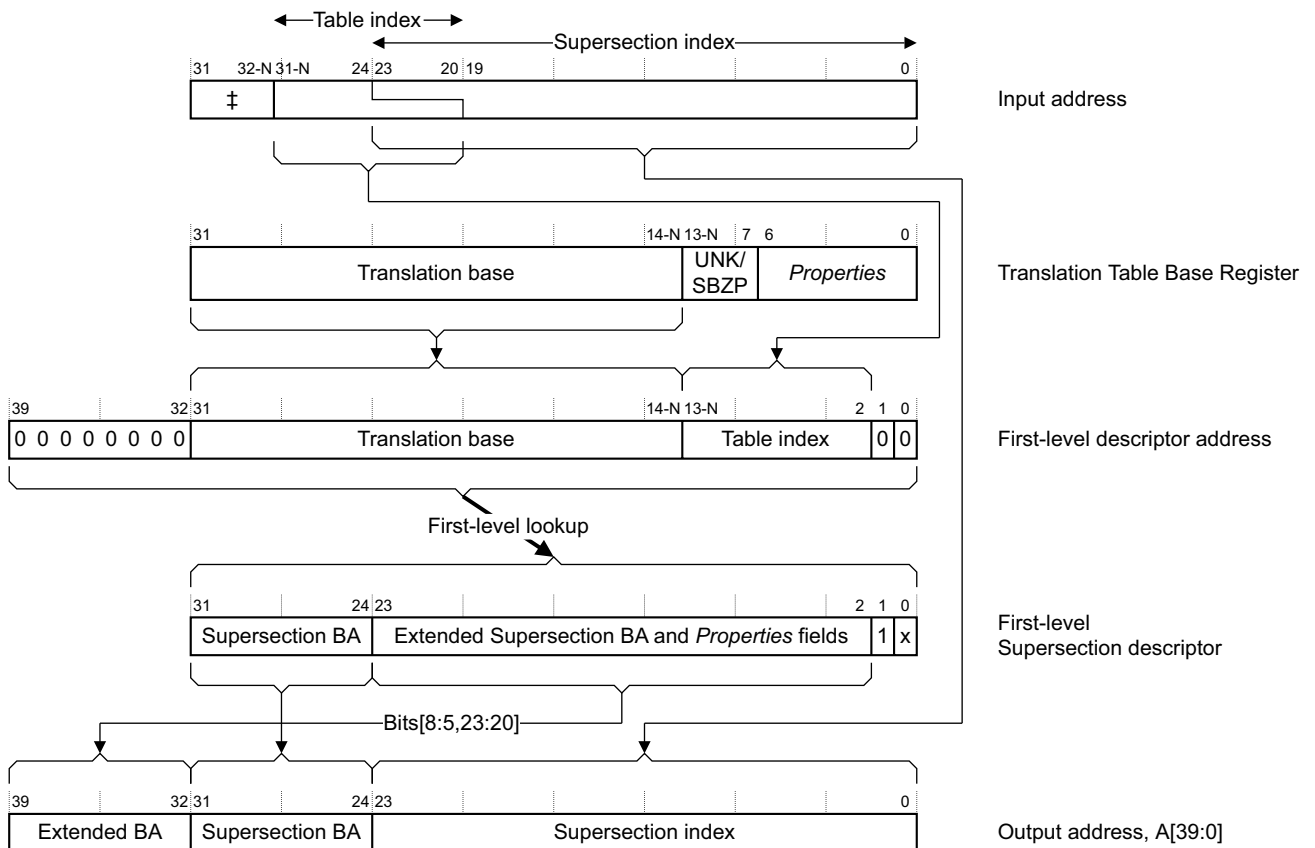 Table index
Supersection index
31 32-N 31-N 24 23 20 19 0
‡
Input address
31 14-N 13-N 7 6 0
Translation base
UNK/
SBZP
Properties
Translation Table Base Register
39 32 31 14-N 13-N 2 1 0
0 0 0 0 0 0 0 0 Translation base Table index 0 0
First-level descriptor address
First-level lookup
31 24 23 2 1 0
Supersection BA Extended Supersection BA and Properties fields 1 x
First-level
Supersection descriptor
Bits[8:5,23:20]
39 32 31 24 23 0
Extended BA Supersection BA Supersection index
Output address, A[39:0]